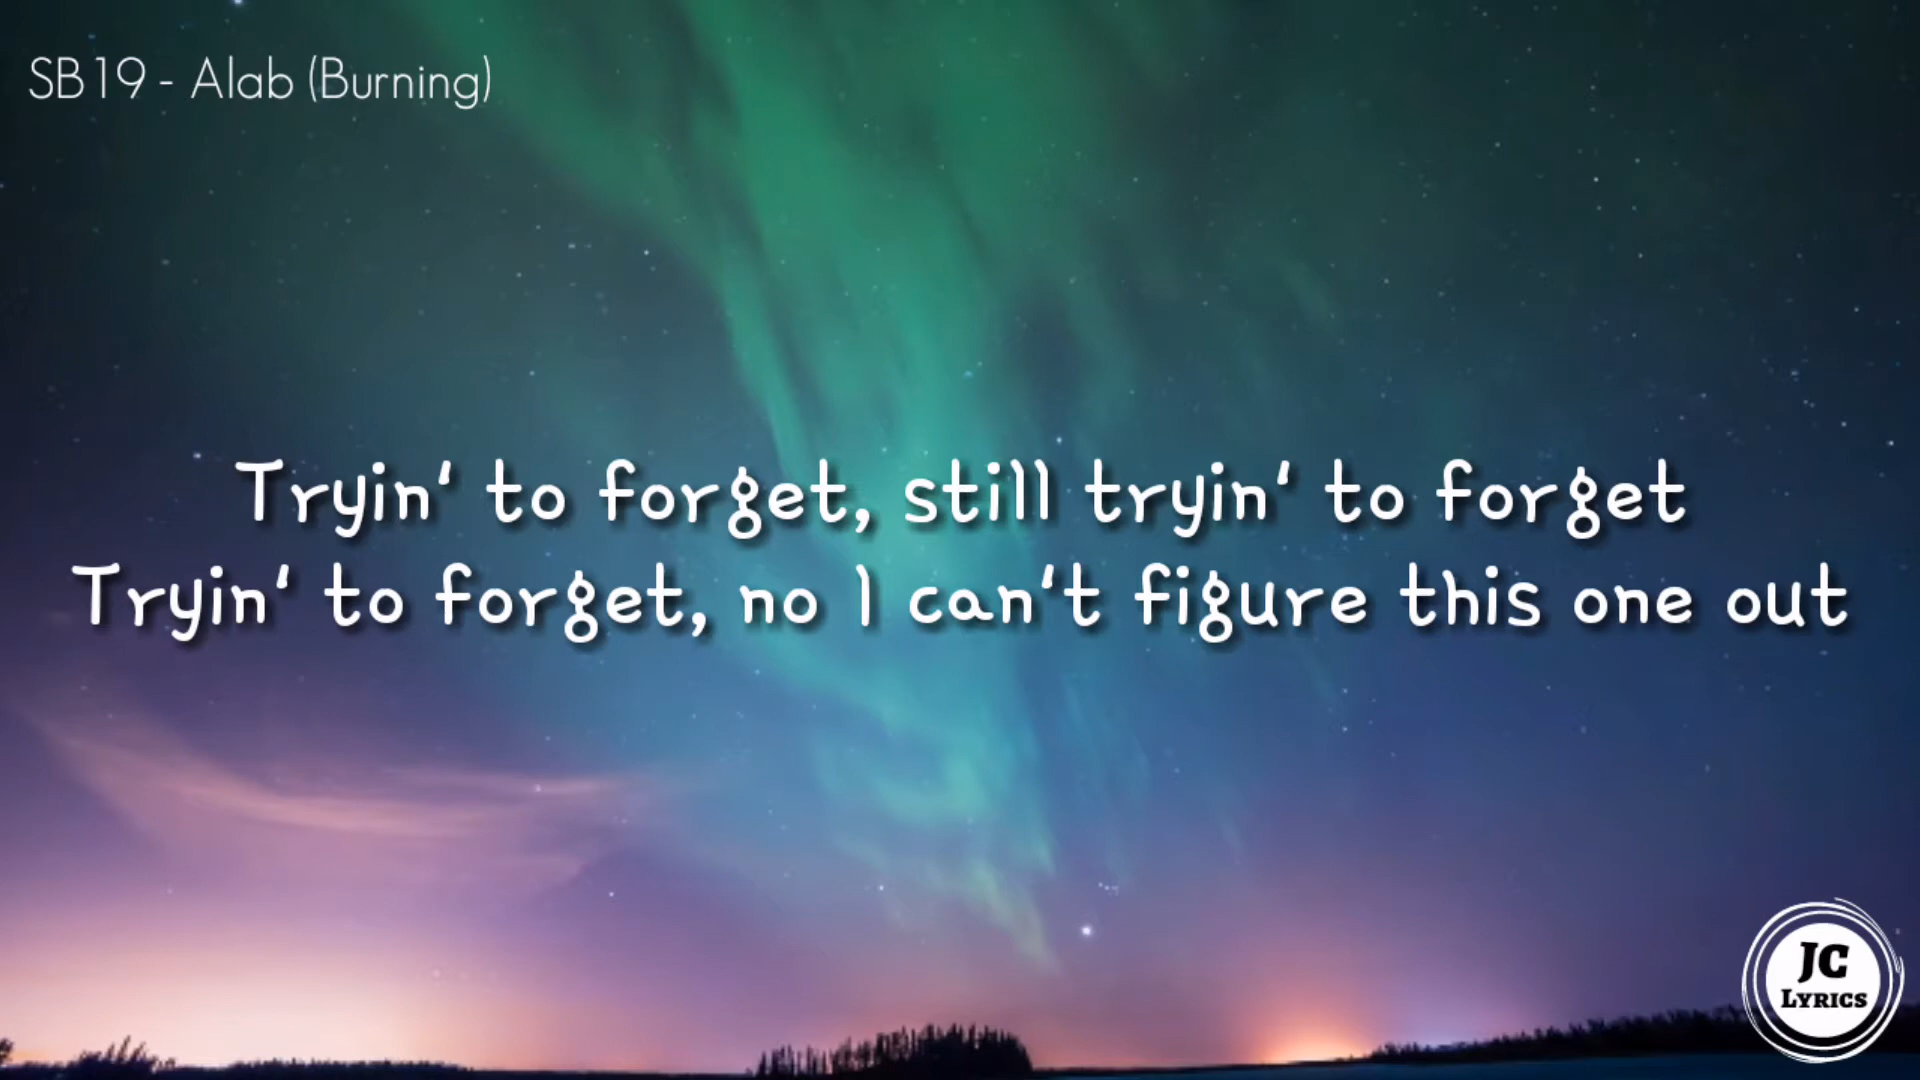 SB19 - Alab (Burning)
Tryin' to forget, still tryin' to forget
Tryin' to forget, no I can't figure this one out
JC
LYRICS